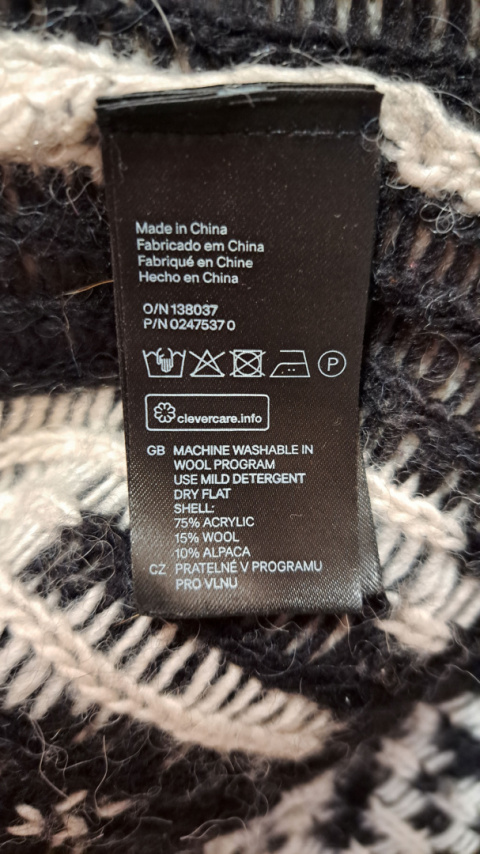 Made in China
Fabricado em China
Fabriqué en Chine
Hecho en China
O/N 138037
P/N 0247537 0
P
clevercare.info
GB MACHINE WASHABLE IN
WOOL PROGRAM
USE MILD DETERGENT
DRY FLAT
SHELL:
75% ACRYLIC
15% WOOL
10% ALPACA
CZ PRATELNÉ V PROGRAMU
PRO VLNU